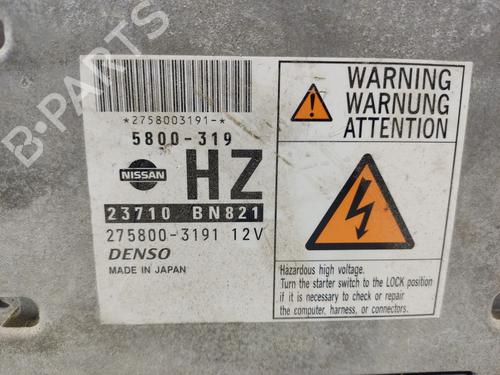 B-PARTS
*2758003191-*
5800-319
NISSAN
HZ
23710 BN821
275800-3191 12V
DENSO
MADE IN JAPAN
WARNING
WARNUNG
ATTENTION
Hazardous high voltage.
Turn the starter switch to the LOCK position
if it is necessary to check or repair
the computer, harness, or connectors.